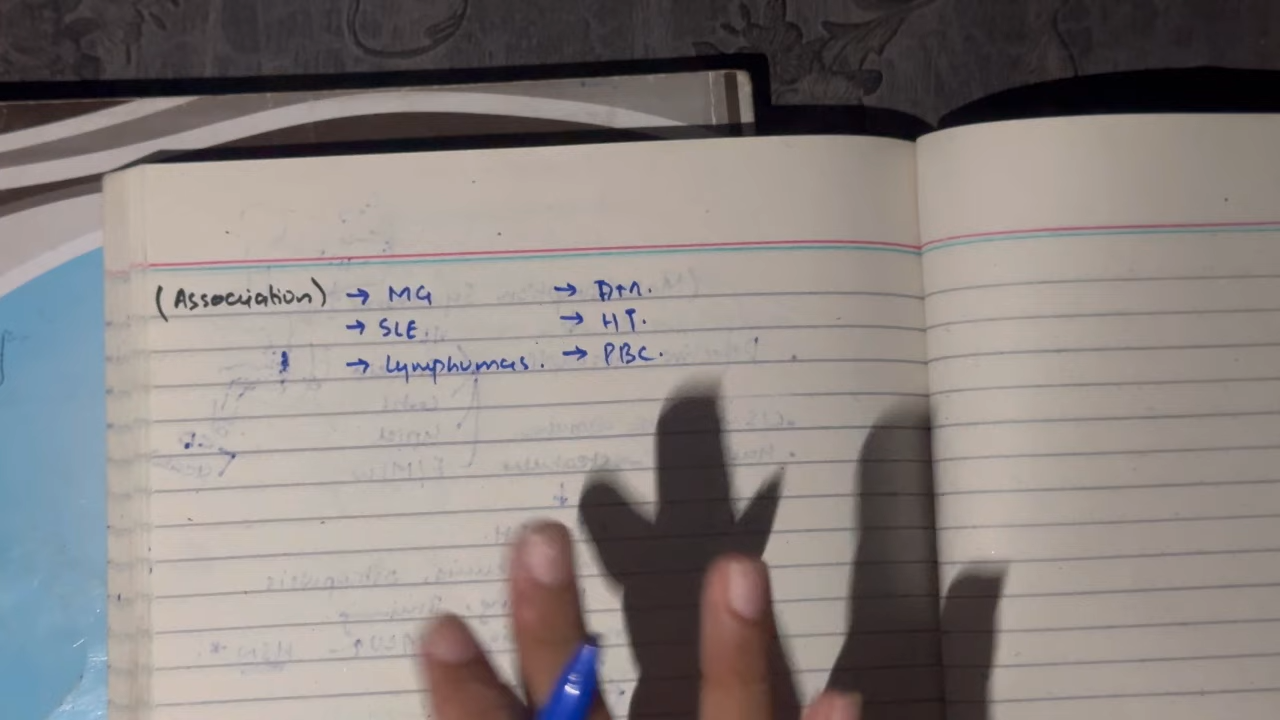 (Association) → MG → DM.
→ SLE. → HT.
→ Lymphomas. → PBC.